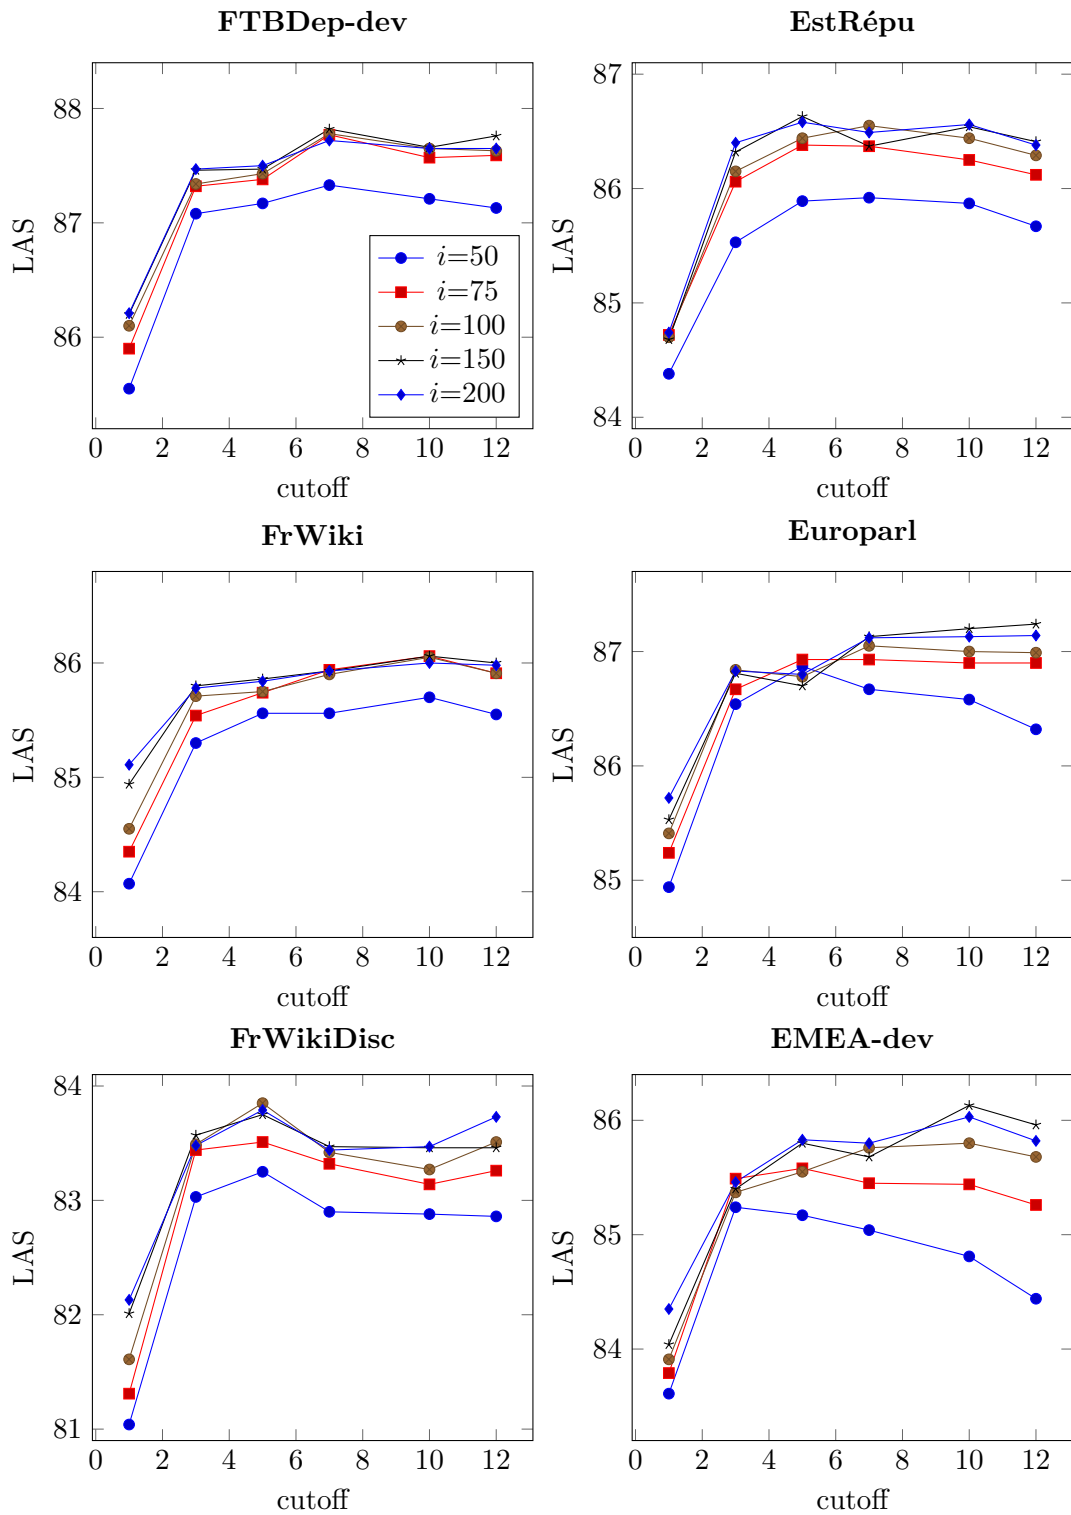 FTBDep-dev
88
87
86
LAS
0 2 4 6 8 10 12
cutoff
i=50
i=75
i=100
i=150
i=200
EstRépu
87
86
85
84
LAS
0 2 4 6 8 10 12
cutoff
FrWiki
86
85
84
LAS
0 2 4 6 8 10 12
cutoff
Europarl
87
86
85
LAS
0 2 4 6 8 10 12
cutoff
FrWikiDisc
84
83
82
81
LAS
0 2 4 6 8 10 12
cutoff
EMEA-dev
86
85
84
LAS
0 2 4 6 8 10 12
cutoff